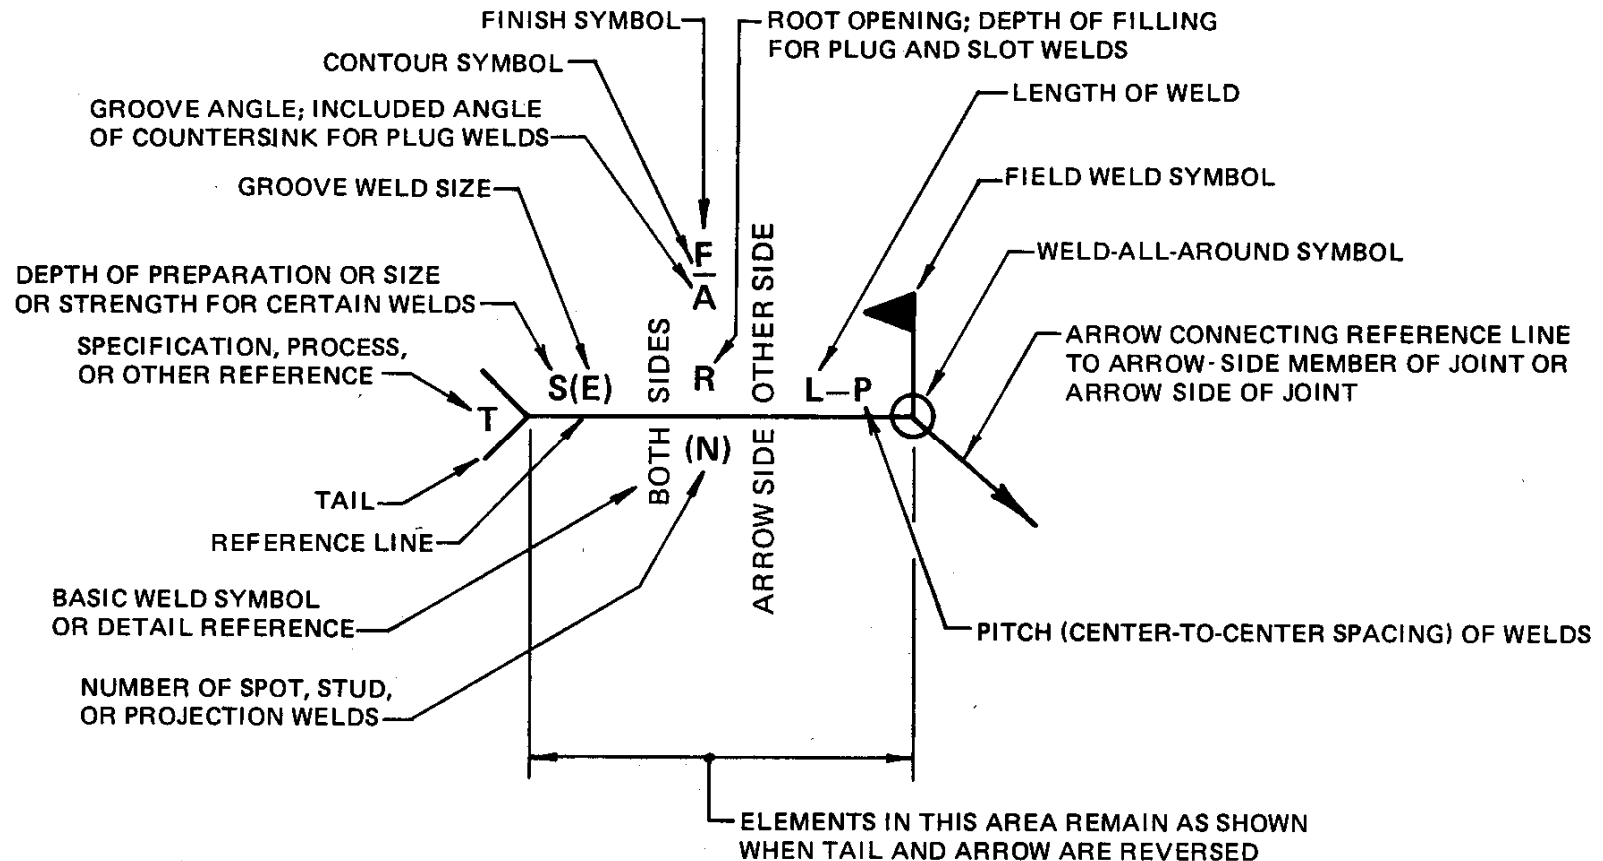 FINISH SYMBOL
ROOT OPENING; DEPTH OF FILLING
FOR PLUG AND SLOT WELDS
CONTOUR SYMBOL
LENGTH OF WELD
GROOVE ANGLE; INCLUDED ANGLE
OF COUNTERSINK FOR PLUG WELDS
FIELD WELD SYMBOL
GROOVE WELD SIZE
WELD-ALL-AROUND SYMBOL
DEPTH OF PREPARATION OR SIZE
OR STRENGTH FOR CERTAIN WELDS
SPECIFICATION, PROCESS,
OR OTHER REFERENCE
ARROW CONNECTING REFERENCE LINE
TO ARROW-SIDE MEMBER OF JOINT OR
ARROW SIDE OF JOINT
F
A
R
S(E)
T
L–P
(N)
BOTH SIDES
OTHER SIDE
ARROW SIDE
TAIL
REFERENCE LINE
BASIC WELD SYMBOL
OR DETAIL REFERENCE
PITCH (CENTER-TO-CENTER SPACING) OF WELDS
NUMBER OF SPOT, STUD,
OR PROJECTION WELDS
ELEMENTS IN THIS AREA REMAIN AS SHOWN
WHEN TAIL AND ARROW ARE REVERSED